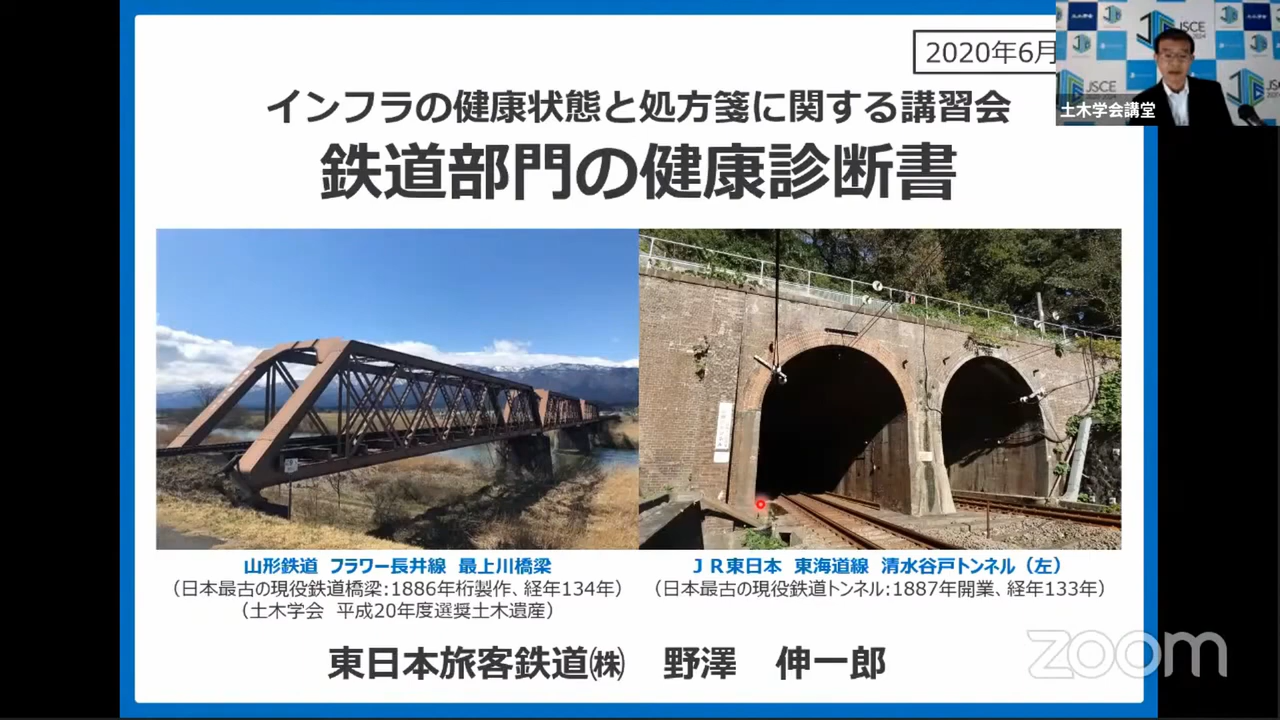 2020年6月
インフラの健康状態と処方箋に関する講習会
鉄道部門の健康診断書
山形鉄道 フラワー長井線 最上川橋梁
（日本最古の現役鉄道橋梁:1886年桁製作、経年134年）
（土木学会 平成20年度選奨土木遺産）
ＪＲ東日本 東海道線 清水谷戸トンネル（左）
（日本最古の現役鉄道トンネル:1887年開業、経年133年）
東日本旅客鉄道㈱ 野澤 伸一郎
土木学会講堂
JSCE
JSCE
zoom